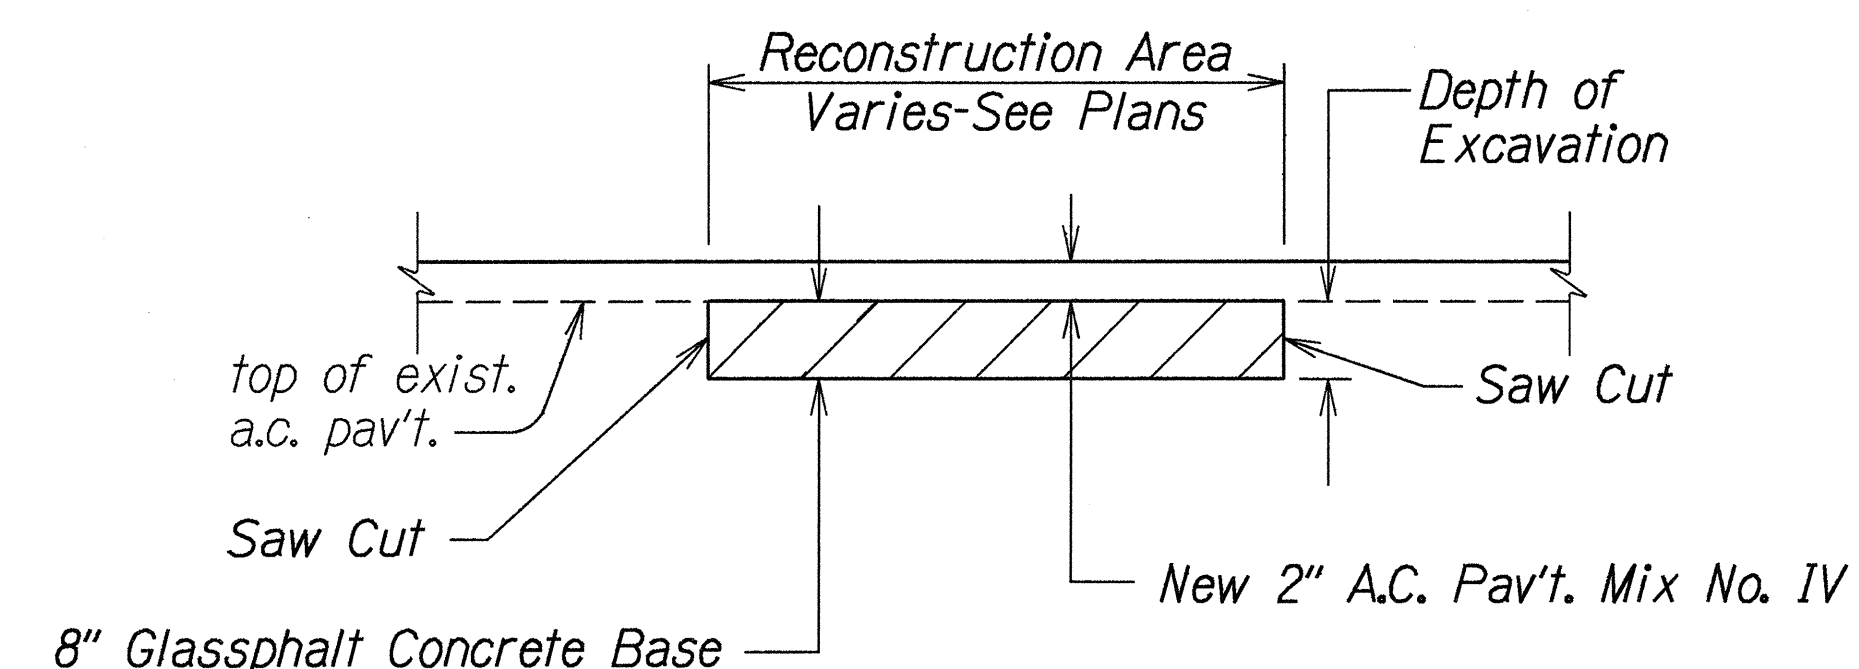 Reconstruction Area
Varies-See Plans
Depth of
Excavation
top of exist.
a.c. pav't.
Saw Cut
Saw Cut
New 2" A.C. Pav't. Mix No. IV
8" Glassphalt Concrete Base